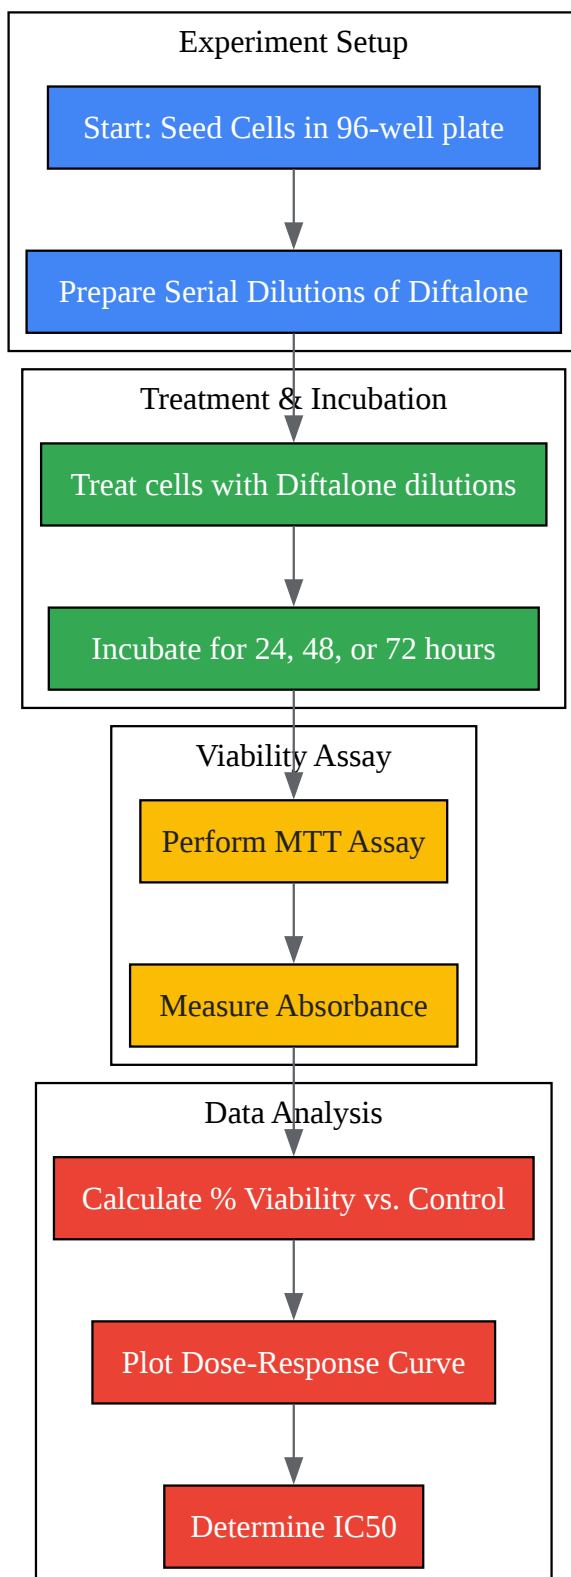 Experiment Setup
Start: Seed Cells in 96-well plate
Prepare Serial Dilutions of Diftalone
Treatment & Incubation
Treat cells with Diftalone dilutions
Incubate for 24, 48, or 72 hours
Viability Assay
Perform MTT Assay
Measure Absorbance
Data Analysis
Calculate % Viability vs. Control
Plot Dose-Response Curve
Determine IC50